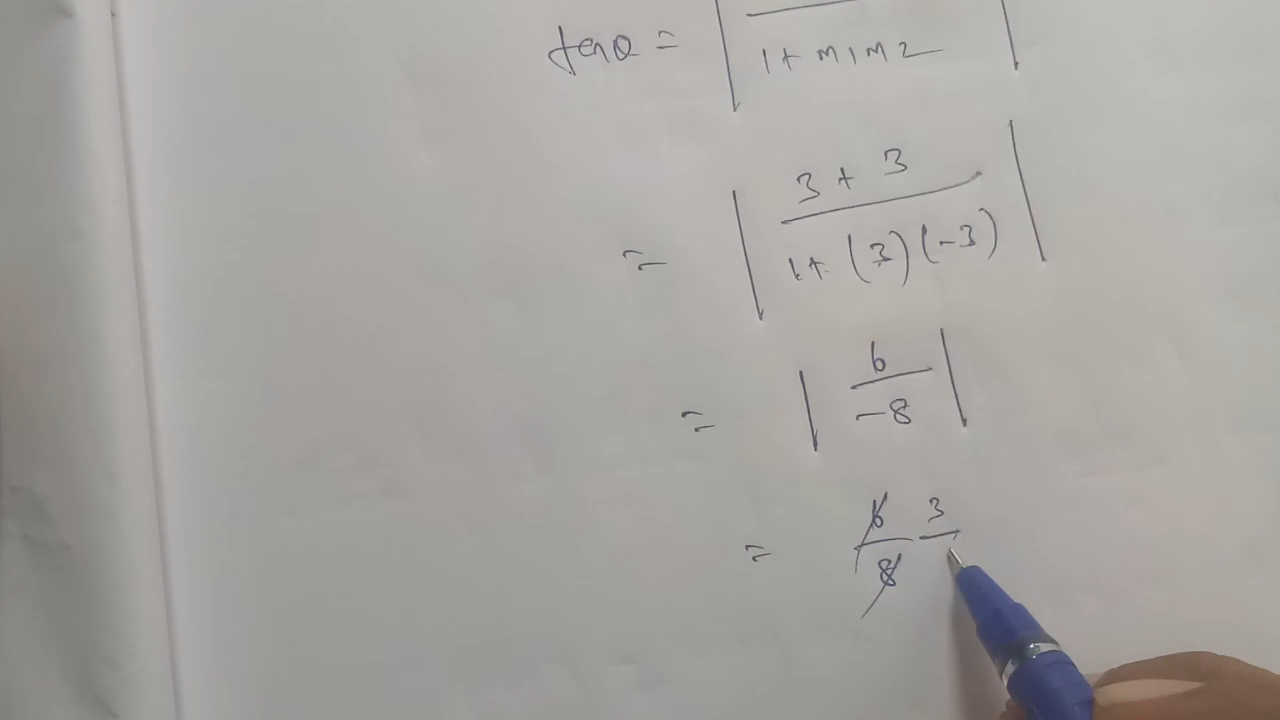 tanθ = | / 1+m1m2 |
= | 3+3 / 1+(3)(-3) |
= | 6 / -8 |
= 6/8 3/